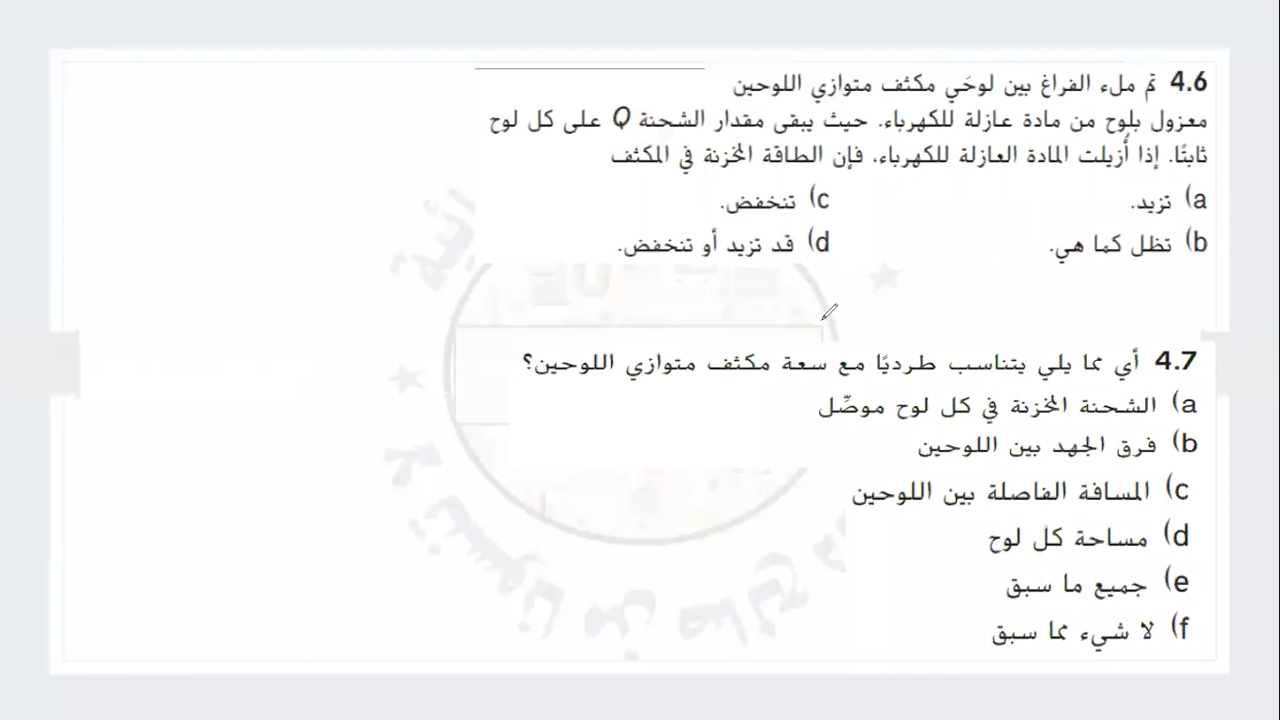 4.6 تمّ ملء الفراغ بين لوحَي مكثف متوازي اللوحين
معزول بلوح من مادة عازلة للكهرباء. حيث يبقى مقدار الشحنة Q على كل لوح
ثابتًا. إذا أُزيلت المادة العازلة للكهرباء، فإن الطاقة المخزنة في المكثف
a) تزيد.
c) تنخفض.
b) تظل كما هي.
d) قد تزيد أو تنخفض.
4.7 أي مما يلي يتناسب طرديًا مع سعة مكثف متوازي اللوحين؟
a) الشحنة المخزنة في كل لوح موصِّل
b) فرق الجهد بين اللوحين
c) المسافة الفاصلة بين اللوحين
d) مساحة كل لوح
e) جميع ما سبق
f) لا شيء مما سبق